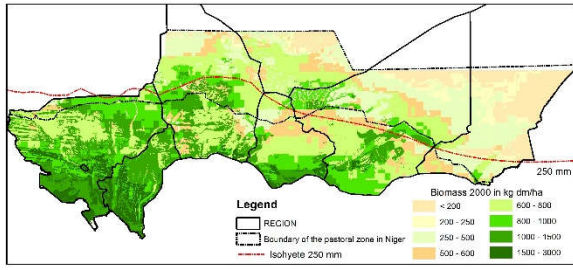 250 mm
Legend
REGION
Boundary of the pastoral zone in Niger
Isohyete 250 mm
Biomass 2000 in kg dm/ha
< 200
200 - 250
250 - 500
500 - 600
600 - 800
800 - 1000
1000 - 1500
1500 - 3000